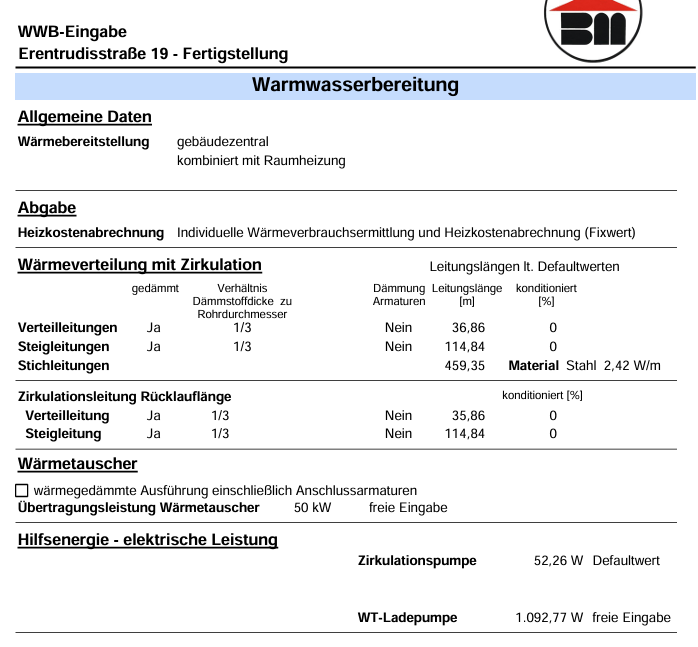 WWB-Eingabe
Erentrudisstraße 19 - Fertigstellung
BM
Warmwasserbereitung
Allgemeine Daten
Wärmebereitstellung gebäudezentral
kombiniert mit Raumheizung
Abgabe
Heizkostenabrechnung Individuelle Wärmeverbrauchsermittlung und Heizkostenabrechnung (Fixwert)
Wärmeverteilung mit Zirkulation Leitungslängen lt. Defaultwerten
gedämmt Verhältnis Dämmung Leitungslänge konditioniert
Dämmstoffdicke zu Armaturen [m] [%]
Rohrdurchmesser
Verteilleitungen Ja 1/3 Nein 36,86 0
Steigleitungen Ja 1/3 Nein 114,84 0
Stichleitungen 459,35 Material Stahl 2,42 W/m
Zirkulationsleitung Rücklauflänge konditioniert [%]
Verteilleitung Ja 1/3 Nein 35,86 0
Steigleitung Ja 1/3 Nein 114,84 0
Wärmetauscher
wärmegedämmte Ausführung einschließlich Anschlussarmaturen
Übertragungsleistung Wärmetauscher 50 kW freie Eingabe
Hilfsenergie - elektrische Leistung
Zirkulationspumpe 52,26 W Defaultwert
WT-Ladepumpe 1.092,77 W freie Eingabe